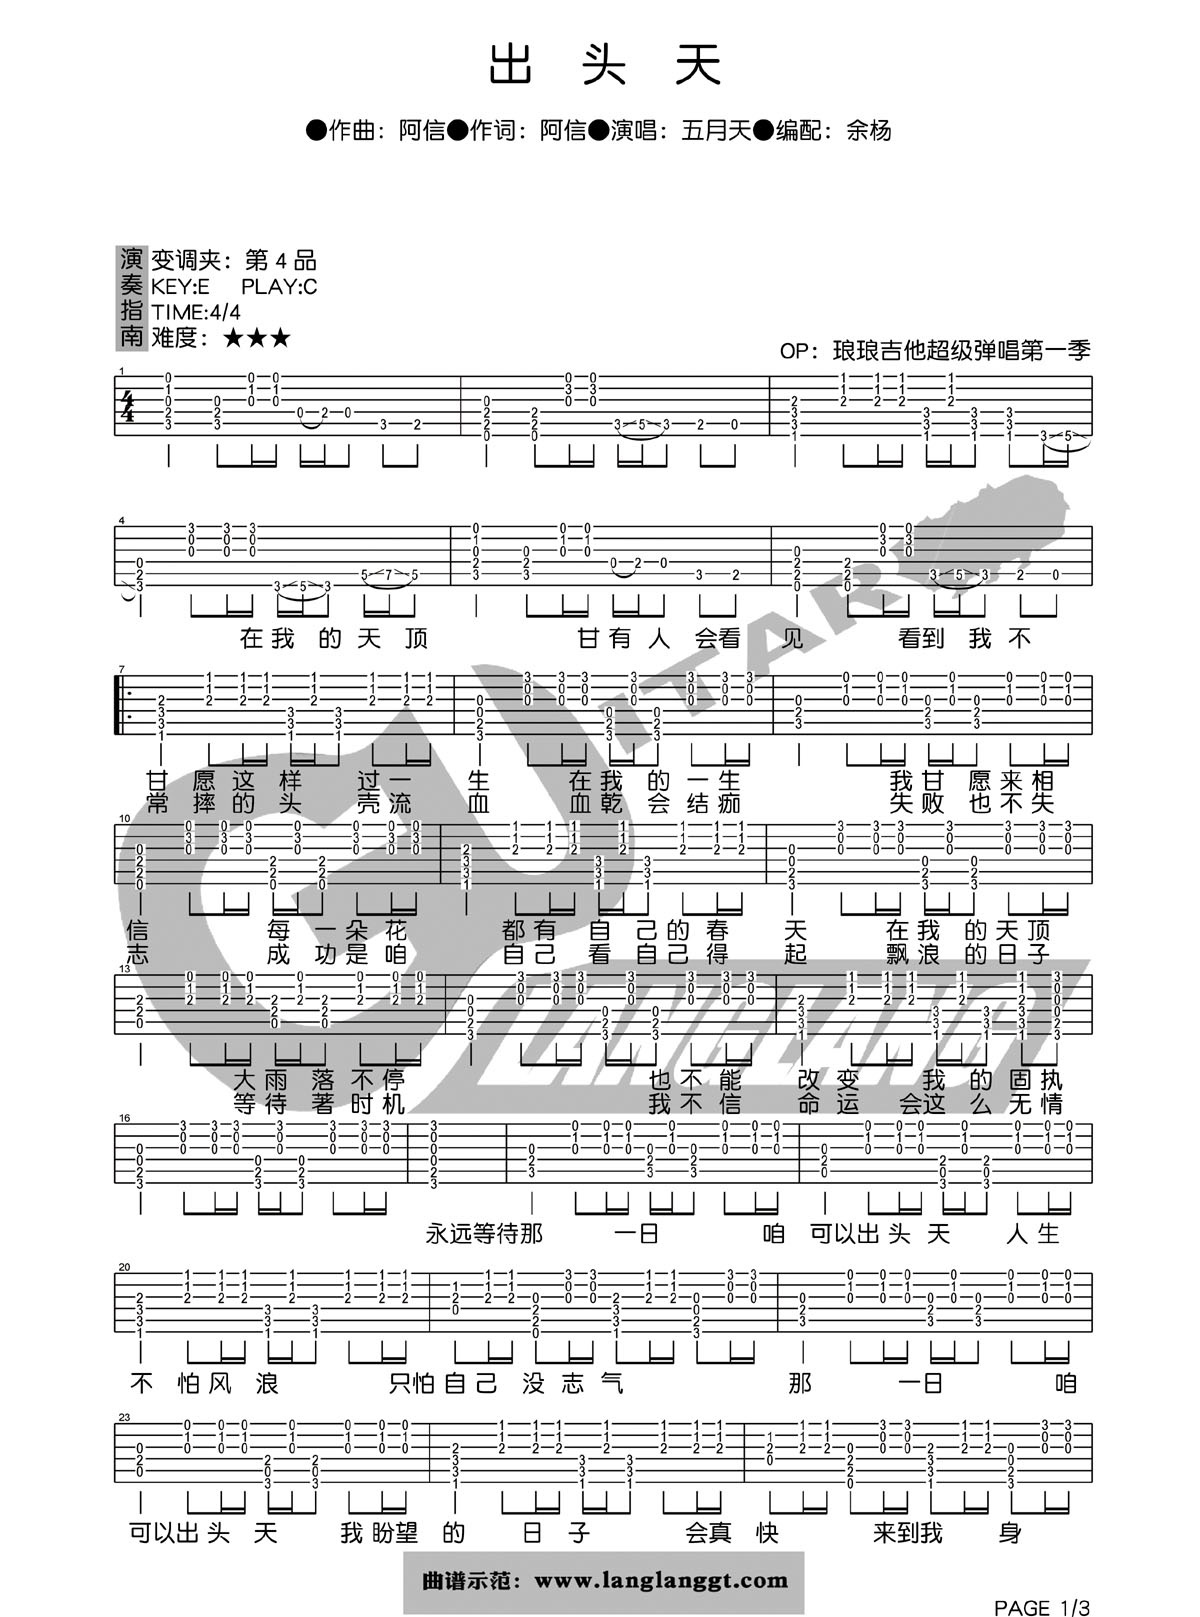 出 头 天
●作曲：阿信●作词：阿信●演唱：五月天●编配：余杨
演奏指南
变调夹：第 4 品
KEY:E PLAY:C
TIME:4/4
难度：★★★
OP：琅琅吉他超级弹唱第一季
在我 的 天 顶 甘 有 人 会看 见 看到 我 不
甘 愿 这 样 过 一 生 在 我 的 一 生 我 甘 愿 来 相
常 摔 的 头 壳 流 血 血 乾 会 结 痂 失 败 也 不 失
信 每 一 朵 花 都 有 自 己 的 春 天 在 我 的 天 顶
志 成 功 是 咱 自 己 看 自 己 得 起 飘 浪 的 日 子
大 雨 落 不 停 也 不 能 改 变 我 的 固 执
等 待 著 时 机 我 不 信 命 运 会 这 么 无 情
永远等待那 一日 咱 可以出头天 人生
不 怕风 浪 只怕自己 没志气 那 一日 咱
可以出头天 我盼望 的 日子 会真 快 来到我 身
GUITAR
LANGLANG
曲谱示范：www.langlanggt.com
PAGE 1/3